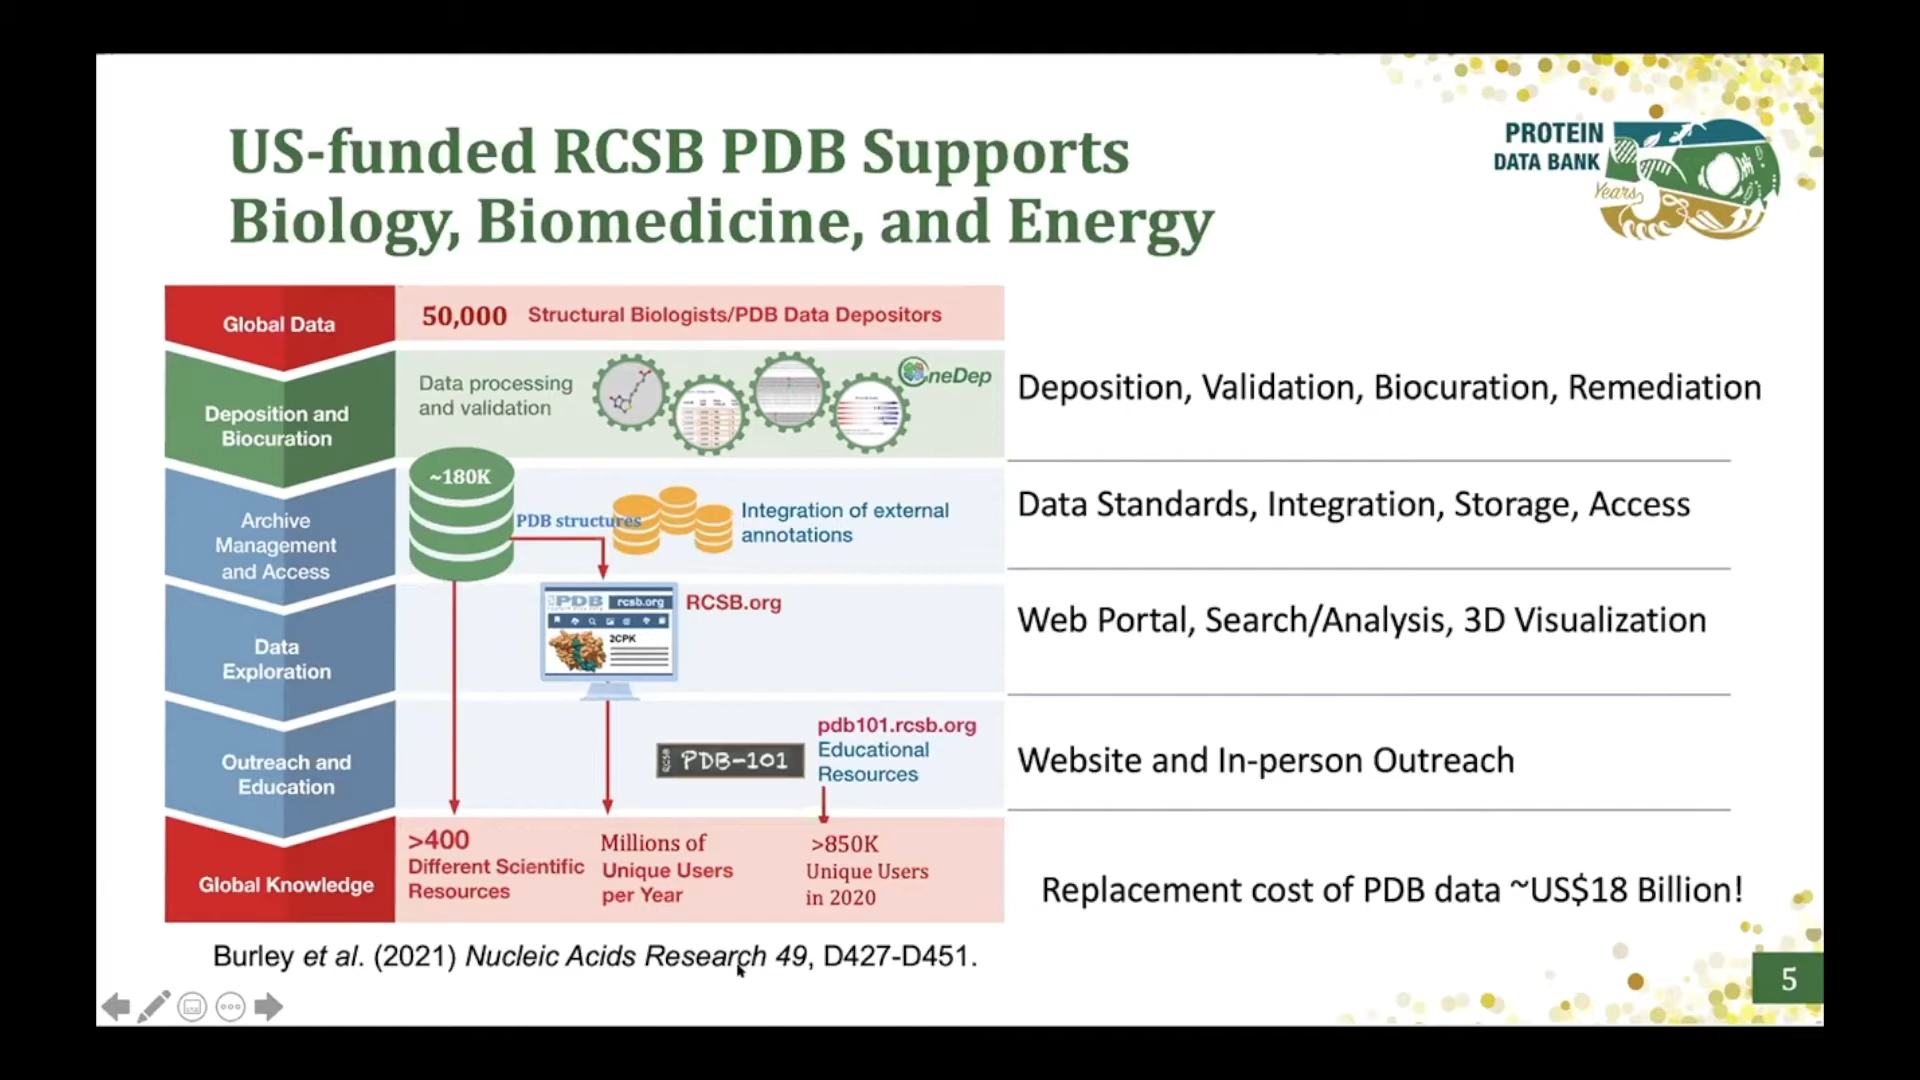 US-funded RCSB PDB Supports
Biology, Biomedicine, and Energy
PROTEIN
DATA BANK
Years
Global Data
50,000 Structural Biologists/PDB Data Depositors
Deposition and
Biocuration
Data processing
and validation
OneDep
Deposition, Validation, Biocuration, Remediation
Archive
Management
and Access
~180K
PDB structures
Integration of external
annotations
Data Standards, Integration, Storage, Access
Data
Exploration
PDB rcsb.org
2CPK
RCSB.org
Web Portal, Search/Analysis, 3D Visualization
Outreach and
Education
RCSB PDB-101
pdb101.rcsb.org
Educational
Resources
Website and In-person Outreach
Global Knowledge
>400
Different Scientific
Resources
Millions of
Unique Users
per Year
>850K
Unique Users
in 2020
Replacement cost of PDB data ~US$18 Billion!
Burley et al. (2021) Nucleic Acids Research 49, D427-D451.
5